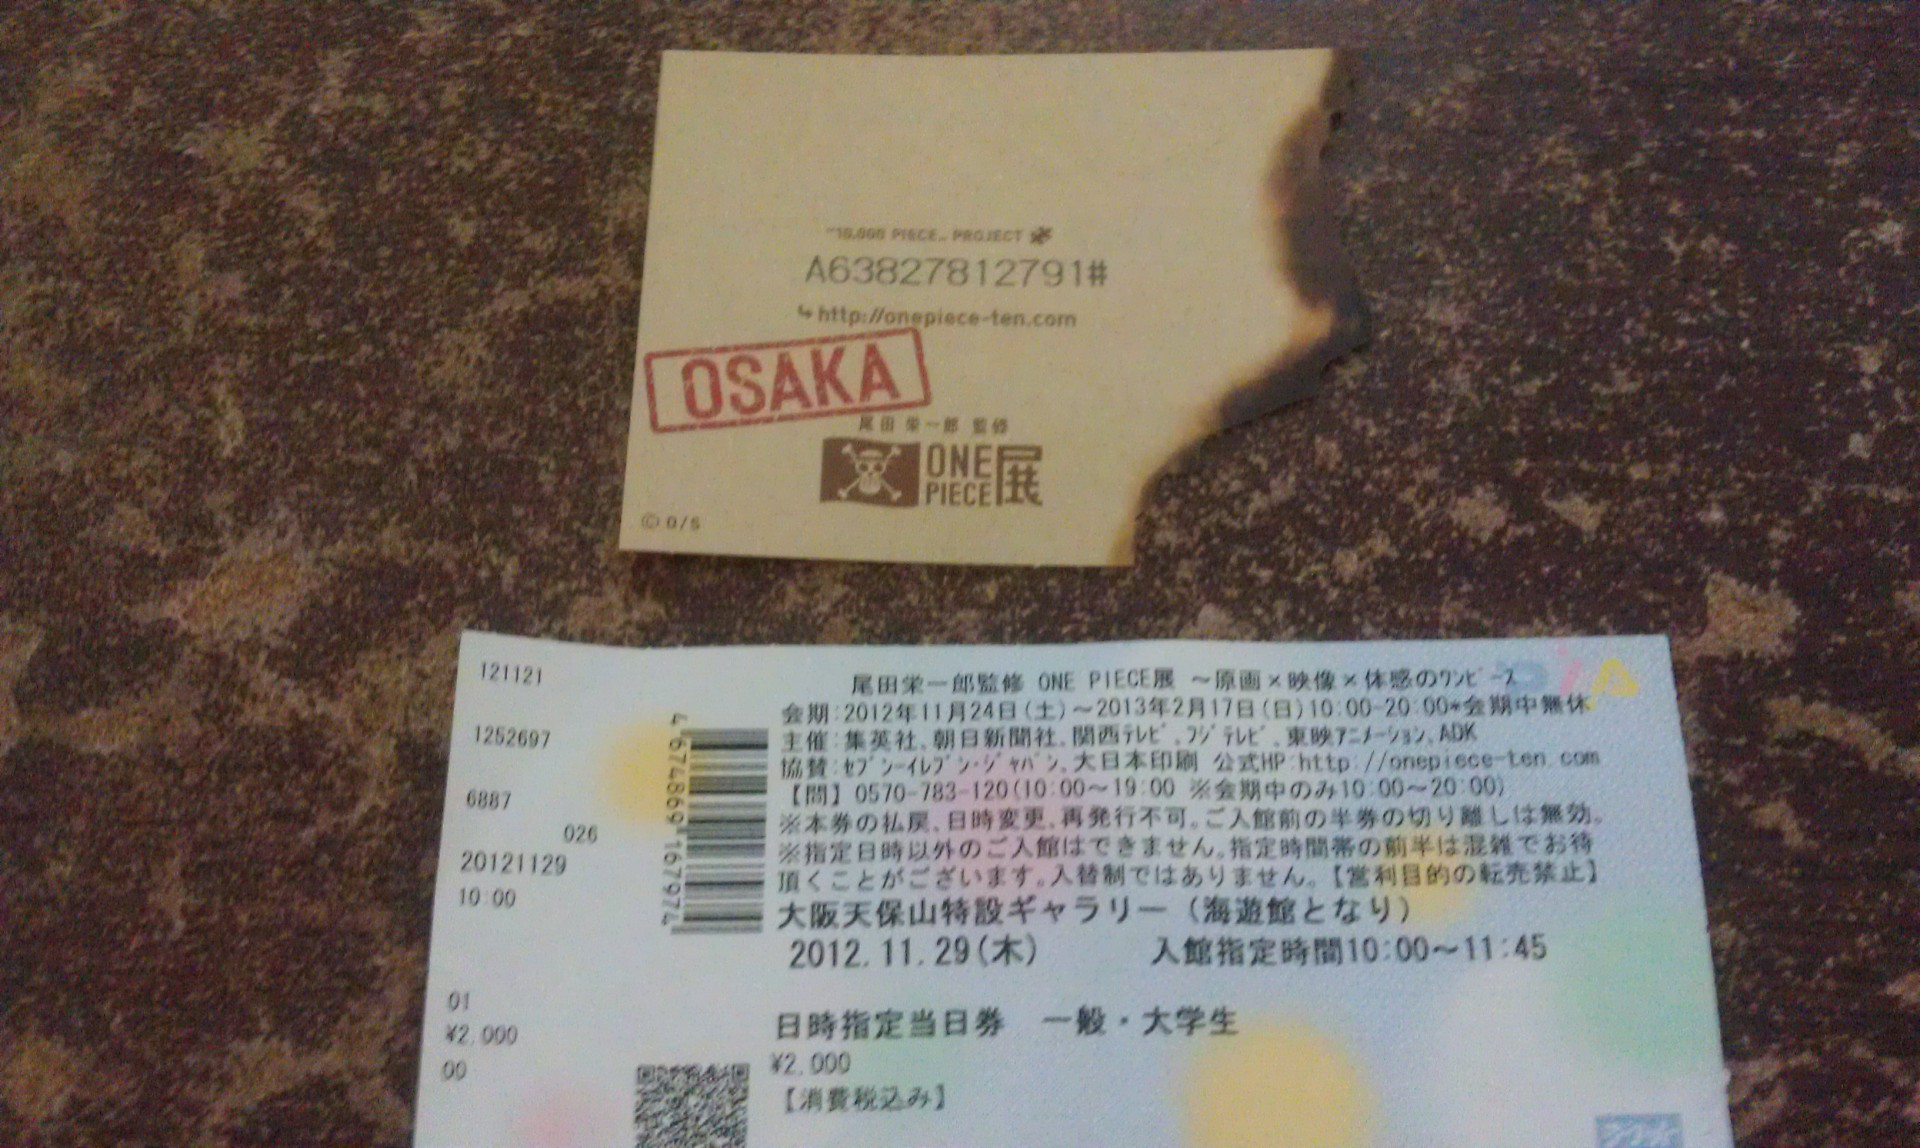 "10,000 PIECE" PROJECT
A63827812791#
http://onepiece-ten.com
OSAKA
尾田栄一郎 監修
ONE PIECE展
© O/S
121121
1252697
6887
026
20121129
10:00
01
¥2,000
00
4674869167974
PIA
尾田栄一郎監修 ONE PIECE展 ~原画×映像×体感のワンピース
会期:2012年11月24日(土)~2013年2月17日(日)10:00-20:00*会期中無休
主催:集英社、朝日新聞社、関西テレビ、フジテレビ、東映アニメーション、ADK
協賛:セブン-イレブン・ジャパン、大日本印刷 公式HP:http://onepiece-ten.com
【問】0570-783-120(10:00~19:00 ※会期中のみ10:00~20:00)
※本券の払戻、日時変更、再発行不可。ご入館前の半券の切り離しは無効。
※指定日時以外のご入館はできません。指定時間帯の前半は混雑でお待
頂くことがございます。入替制ではありません。【営利目的の転売禁止】
大阪天保山特設ギャラリー (海遊館となり)
2012.11.29(木) 入館指定時間10:00~11:45
日時指定当日券 一般・大学生
¥2,000
【消費税込み】